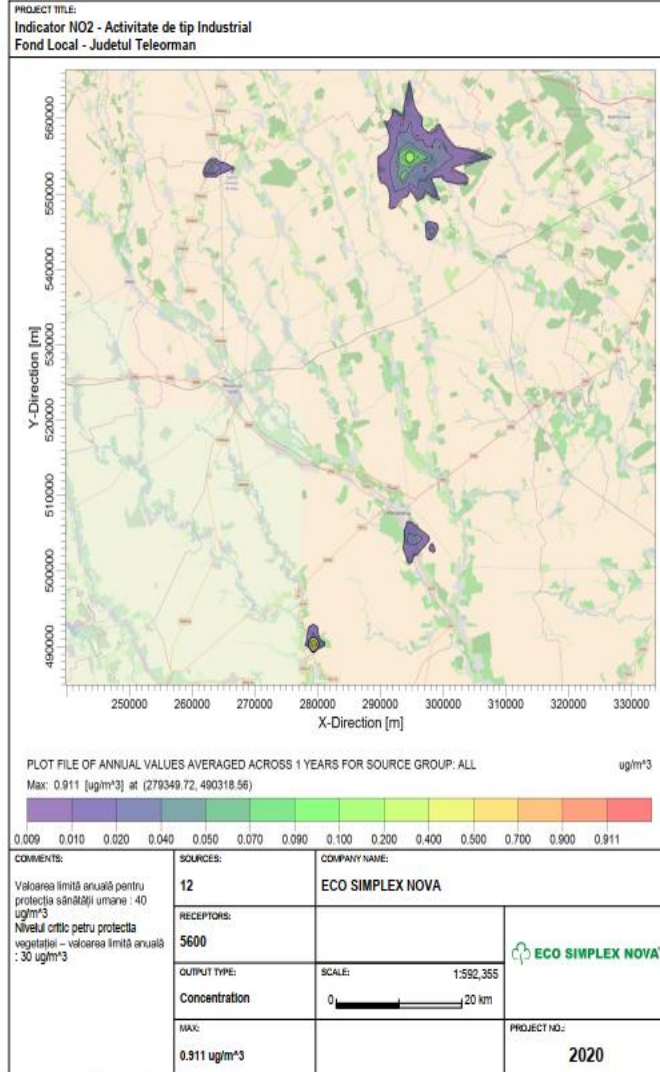 PROJECT TITLE:
Indicator NO2 - Activitate de tip Industrial
Fond Local - Judetul Teleorman
Y-Direction [m]
560000
550000
540000
530000
520000
510000
500000
490000
250000 260000 270000 280000 290000 300000 310000 320000 330000
X-Direction [m]
PLOT FILE OF ANNUAL VALUES AVERAGED ACROSS 1 YEARS FOR SOURCE GROUP: ALL
ug/m^3
Max: 0.911 [ug/m^3] at (279349.72, 490318.56)
0.009 0.010 0.020 0.040 0.050 0.070 0.090 0.100 0.200 0.400 0.500 0.700 0.900 0.911
COMMENTS:
Valoarea limită anuală pentru
protecția sănătății umane : 40
ug/m^3
Nivelul critic petru protectia
vegetației – valoarea limită anuală
: 30 ug/m^3
SOURCES:
12
COMPANY NAME:
ECO SIMPLEX NOVA
RECEPTORS:
5600
ECO SIMPLEX NOVA
OUTPUT TYPE:
Concentration
SCALE: 1:592,355
0 20 km
MAX:
0.911 ug/m^3
PROJECT NO.:
2020